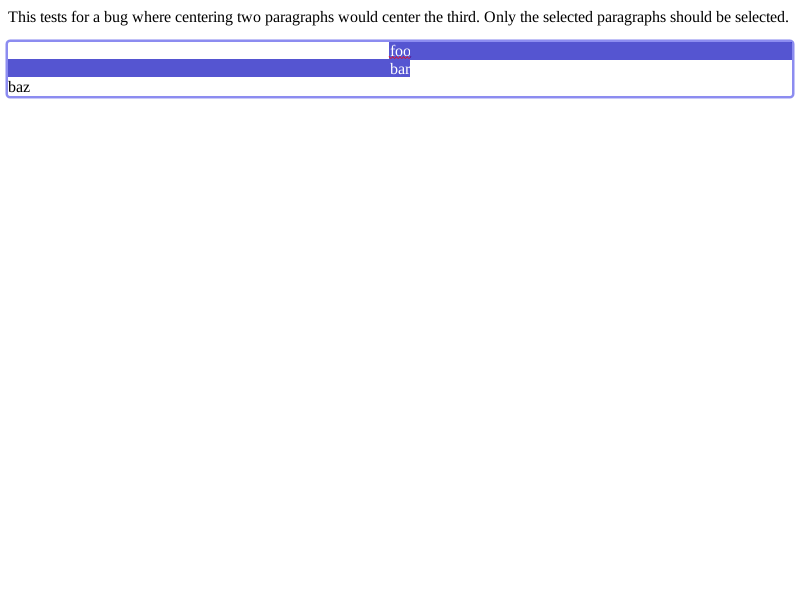 This tests for a bug where centering two paragraphs would center the third. Only the selected paragraphs should be selected.
foo
bar
baz